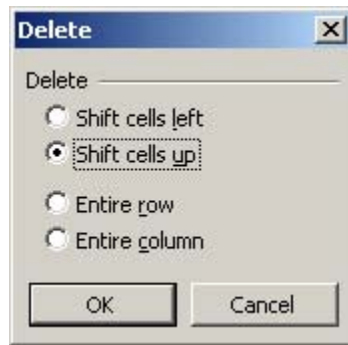 Delete
Delete
Shift cells left
Shift cells up
Entire row
Entire column
OK Cancel